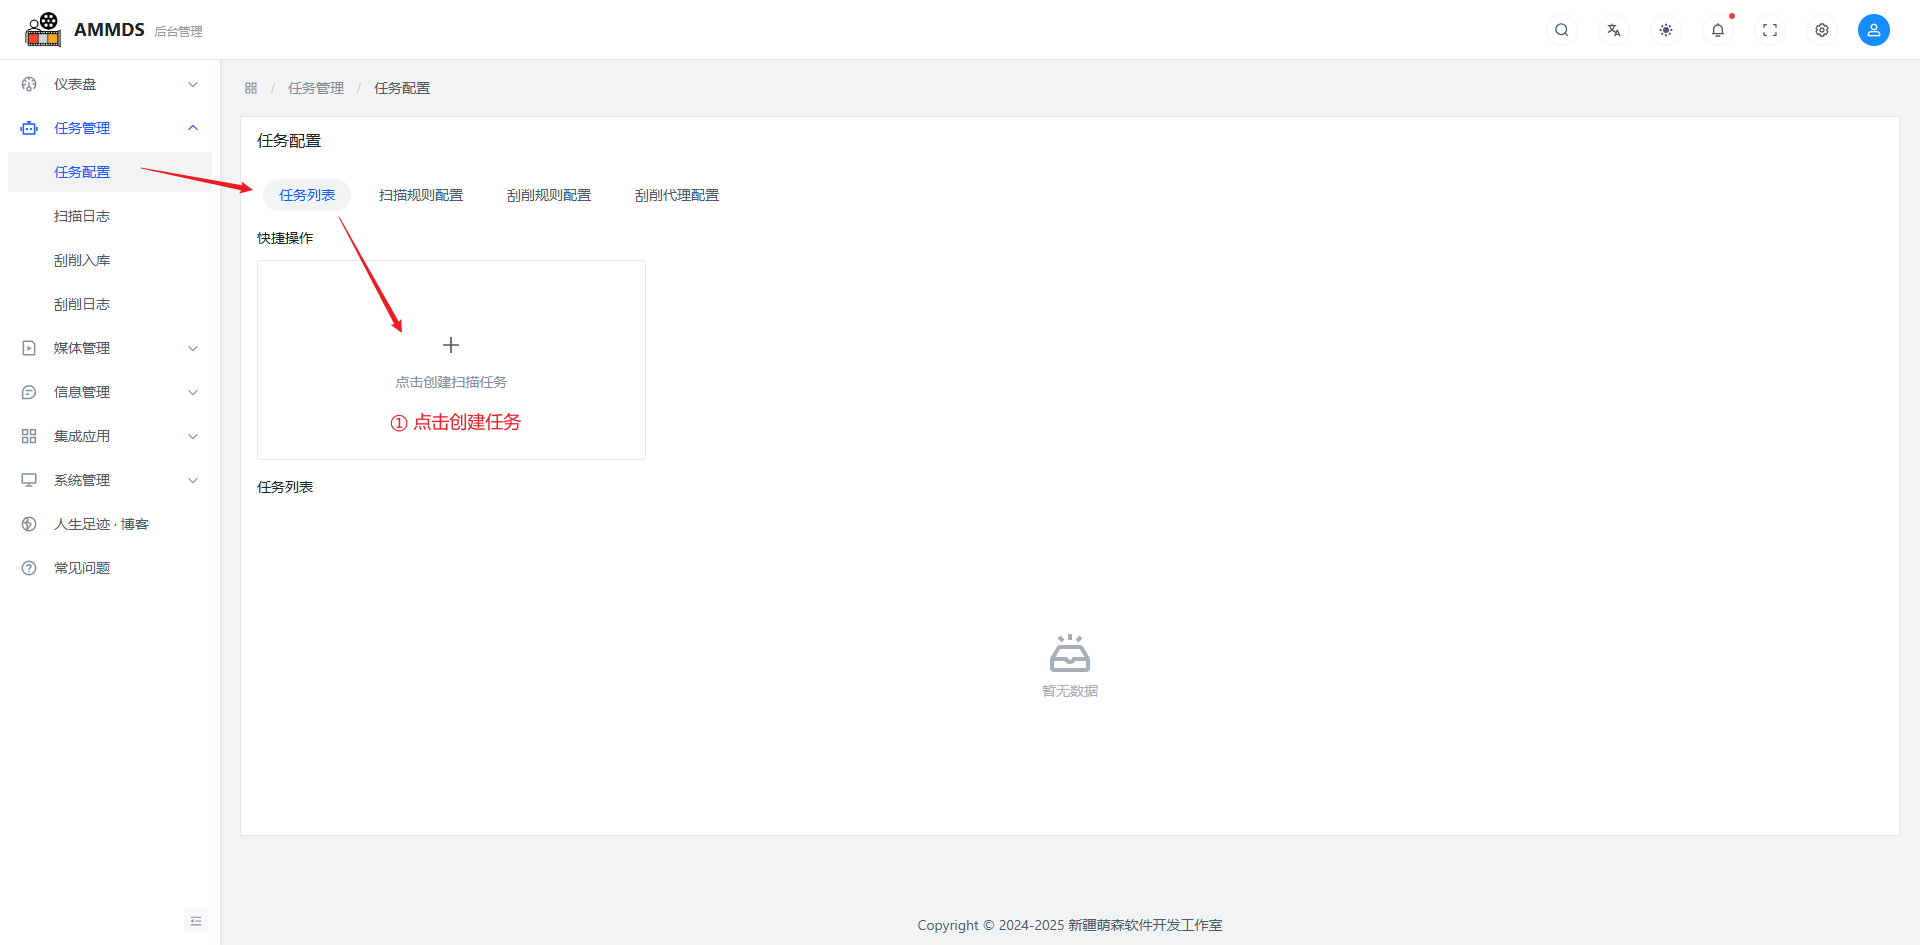 AMMDS 后台管理
仪表盘
任务管理
任务配置
扫描日志
刮削入库
刮削日志
媒体管理
信息管理
集成应用
系统管理
人生足迹 · 博客
常见问题
/ 任务管理 / 任务配置
任务配置
任务列表 扫描规则配置 刮削规则配置 刮削代理配置
快捷操作
点击创建扫描任务
① 点击创建任务
任务列表
暂无数据
Copyright © 2024-2025 新疆萌森软件开发工作室